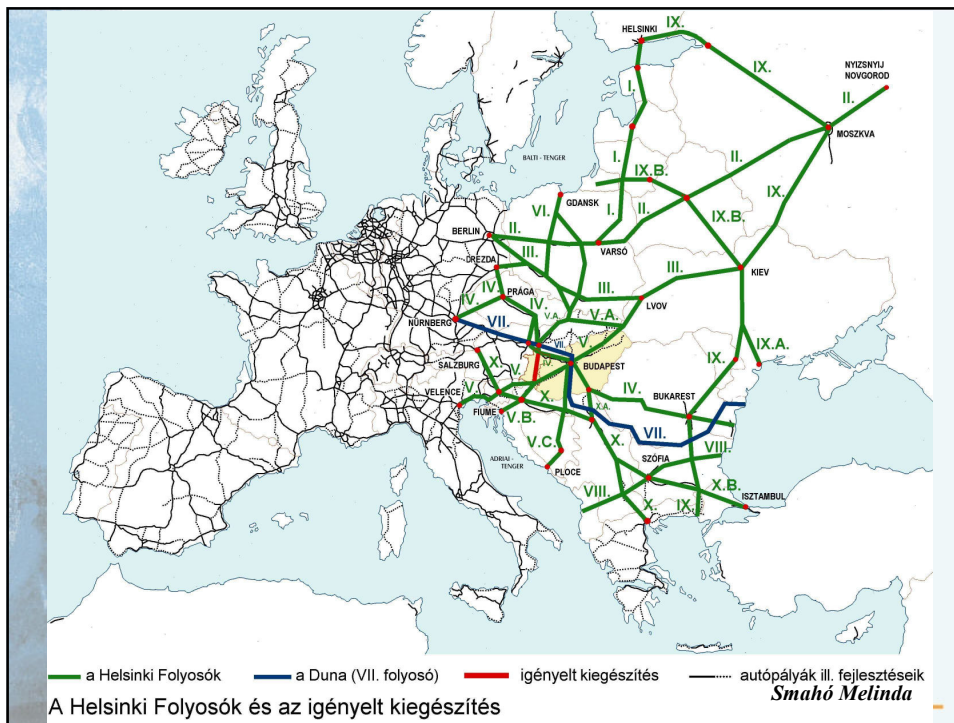 HELSINKI
IX.
IX.
NYIZSNYIJ
NOVGOROD
II.
MOSZKVA
I.
BALTI - TENGER
I.
II.
IX.
IX.B.
GDANSK
VI.
I.
II.
IX.B.
BERLIN
II.
VARSÓ
DREZDA
III.
III.
KIEV
PRÁGA
IV.
IV.
IV.
III.
LVOV
V.A.
V.A.
NÜRNBERG
VII.
VII.
V.
IX.
IX.A.
SALZBURG
X.
V.
IV.
BUDAPEST
VELENCE
V.
X.
IV.
BUKAREST
FIUME
V.B.
X.A.
VII.
V.C.
X.
ADRIAI -
TENGER
SZÓFIA
VIII.
PLOCE
X.B.
VIII.
X.
IX.
ISZTAMBUL
a Helsinki Folyosók
a Duna (VII. folyosó)
igényelt kiegészítés
autópályák ill. fejlesztéseik
Smahó Melinda
A Helsinki Folyosók és az igényelt kiegészítés